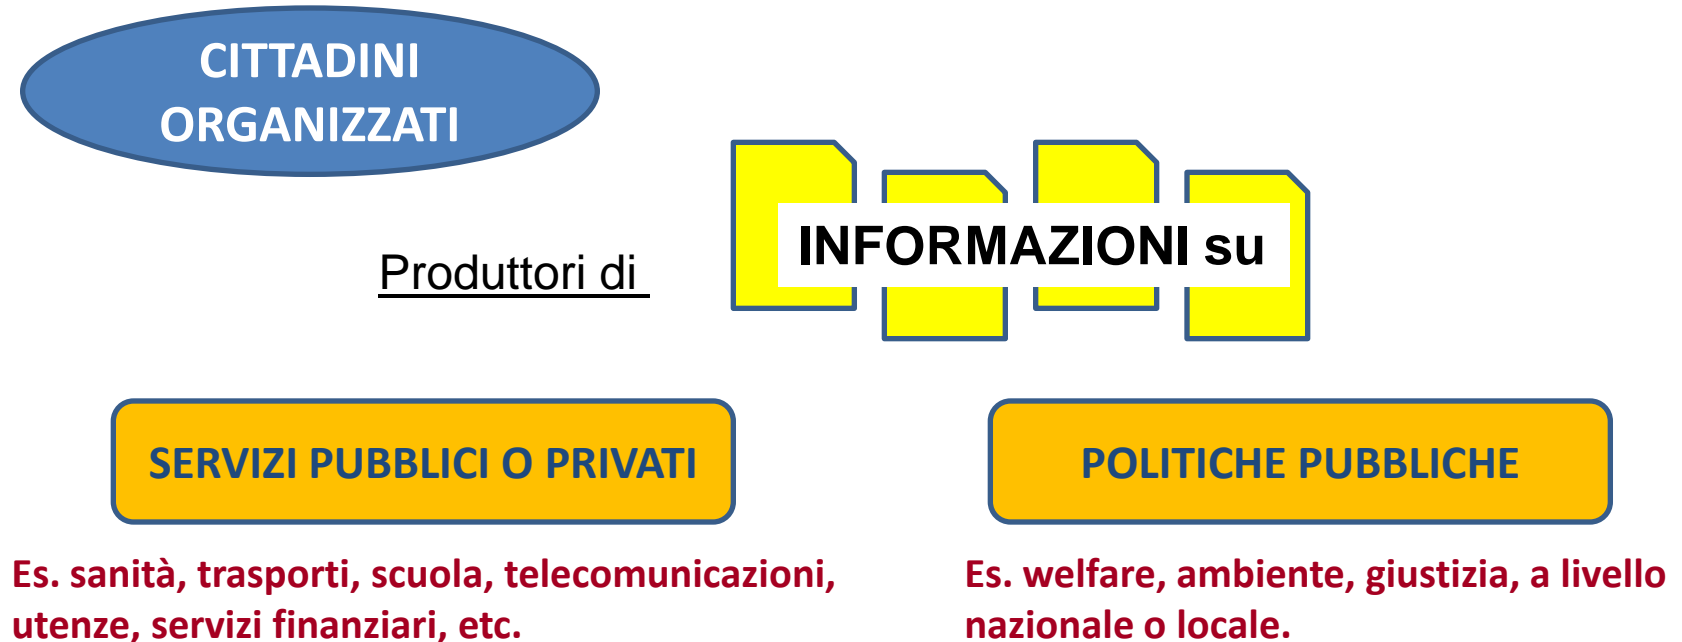 CITTADINI
ORGANIZZATI
Produttori di
INFORMAZIONI su
SERVIZI PUBBLICI O PRIVATI
POLITICHE PUBBLICHE
Es. sanità, trasporti, scuola, telecomunicazioni,
utenze, servizi finanziari, etc.
Es. welfare, ambiente, giustizia, a livello
nazionale o locale.